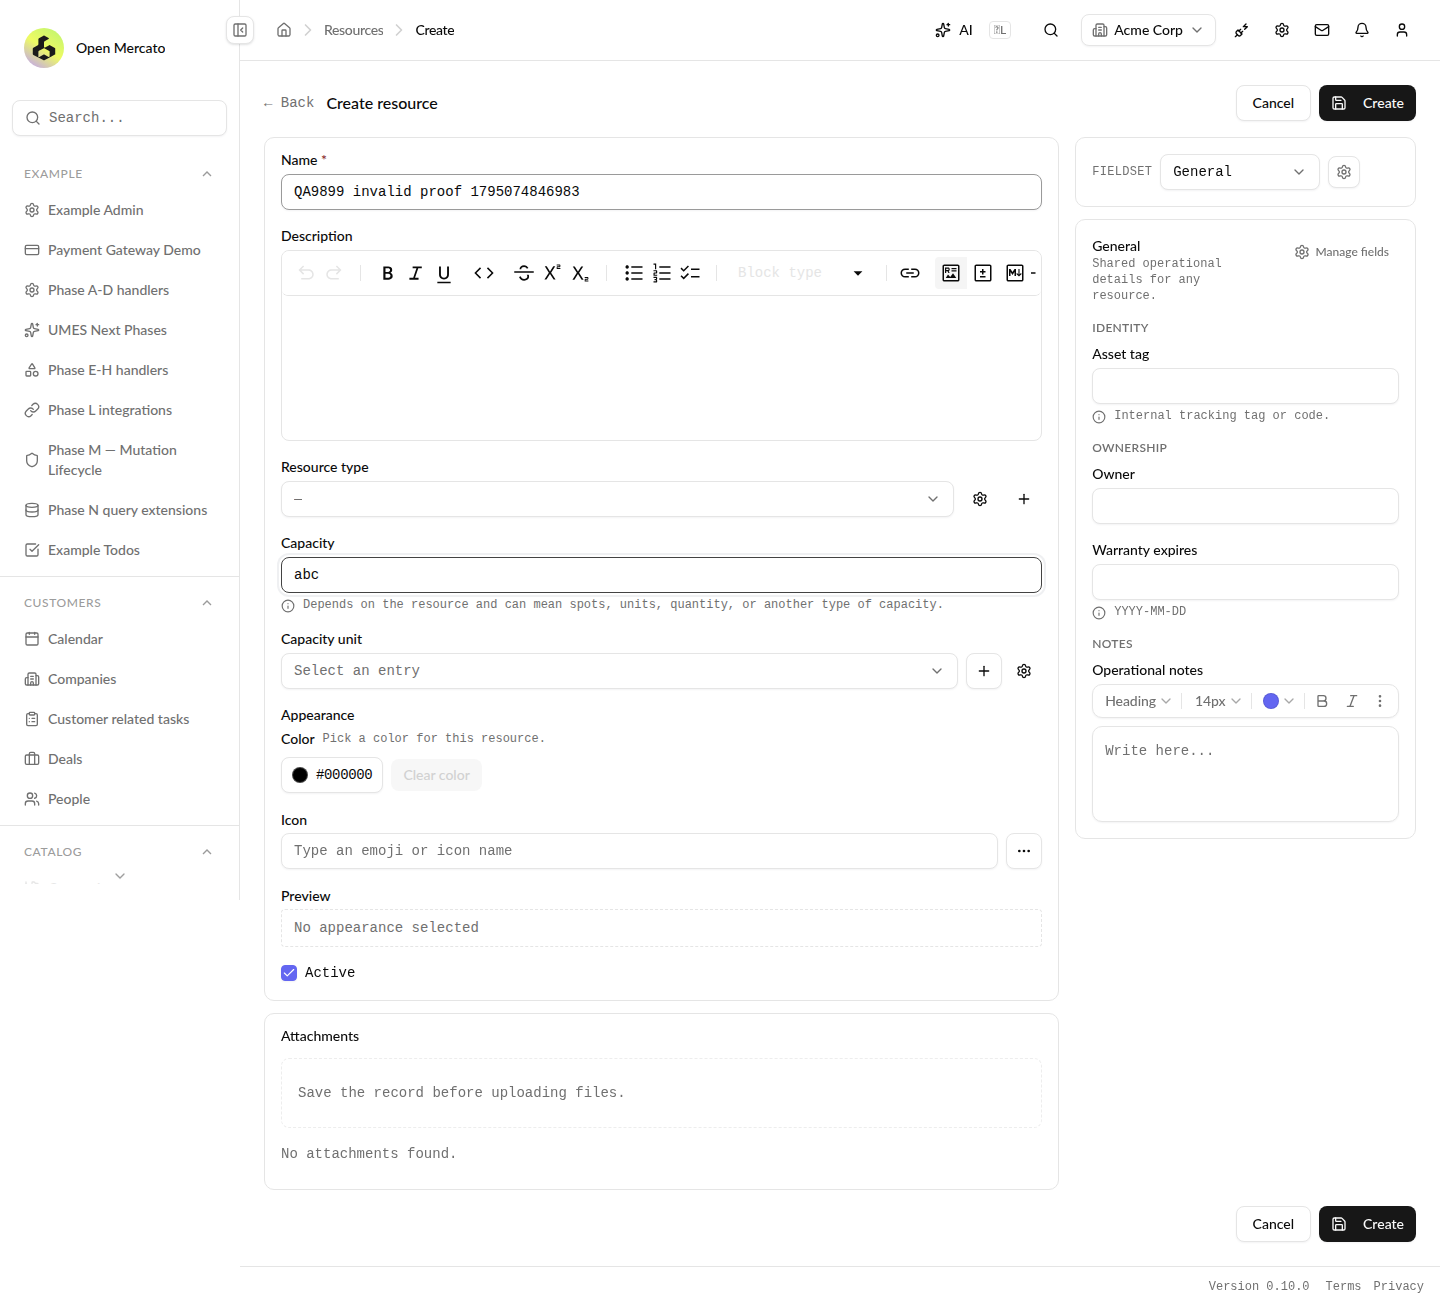 Open Mercato
Search...
EXAMPLE
Example Admin
Payment Gateway Demo
Phase A-D handlers
UMES Next Phases
Phase E-H handlers
Phase L integrations
Phase M — Mutation
Lifecycle
Phase N query extensions
Example Todos
CUSTOMERS
Calendar
Companies
Customer related tasks
Deals
People
CATALOG
Resources
Create
AI
L
Acme Corp
← Back
Create resource
Cancel
Create
Name *
QA9899 invalid proof 1795074846983
Description
Block type
Resource type
—
Capacity
abc
Depends on the resource and can mean spots, units, quantity, or another type of capacity.
Capacity unit
Select an entry
Appearance
Color Pick a color for this resource.
#000000
Clear color
Icon
Type an emoji or icon name
Preview
No appearance selected
Active
Attachments
Save the record before uploading files.
No attachments found.
FIELDSET
General
General
Manage fields
Shared operational
details for any
resource.
IDENTITY
Asset tag
Internal tracking tag or code.
OWNERSHIP
Owner
Warranty expires
YYYY-MM-DD
NOTES
Operational notes
Heading
14px
Write here...
Cancel
Create
Version 0.10.0
Terms
Privacy